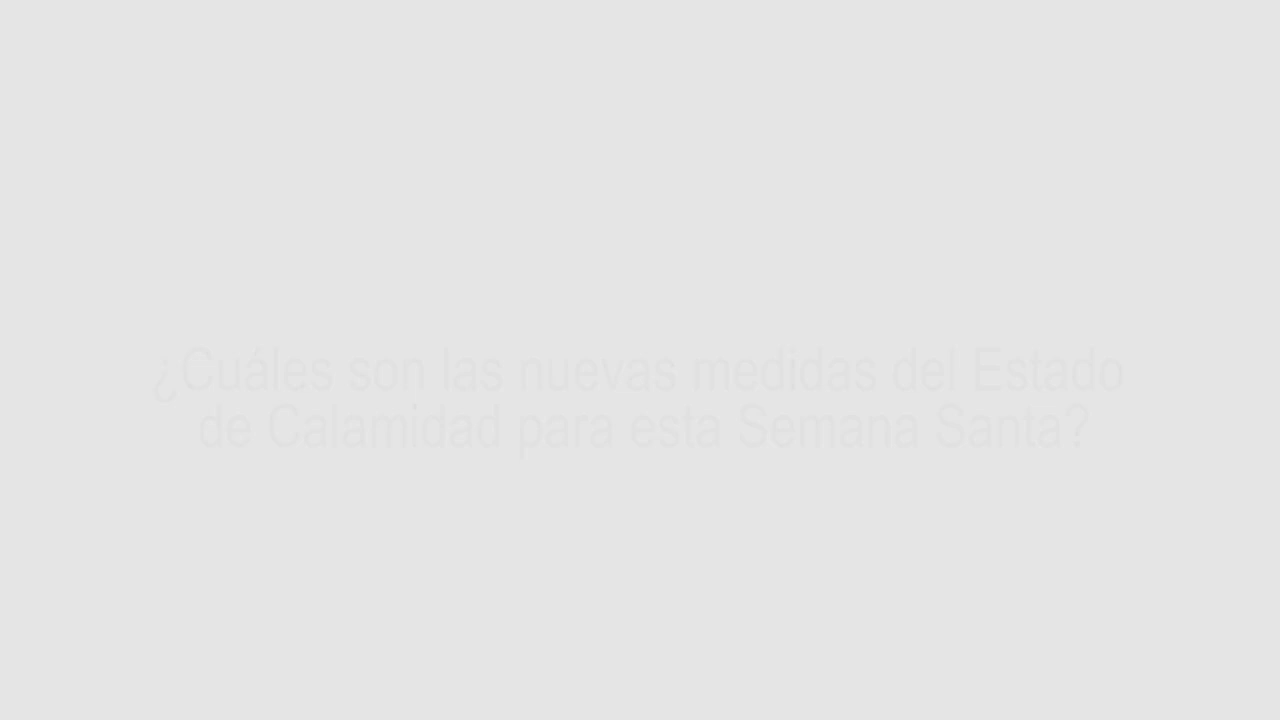 ¿Cuáles son las nuevas medidas del Estado
de Calamidad para esta Semana Santa?